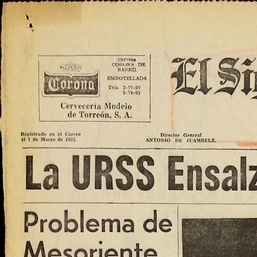 Cerveza
CORONA DE
BARRIL
EMBOTELLADA
Corona
Tels. 2-77-07
2-74-63
Cervecería Modelo
de Torreón, S. A.
El Si
Registrado en el Correo
el 1 de Marzo de 1922
Director General
ANTONIO DE JUAMBELZ.
La URSS Ensalz
Problema de
Mesoriente